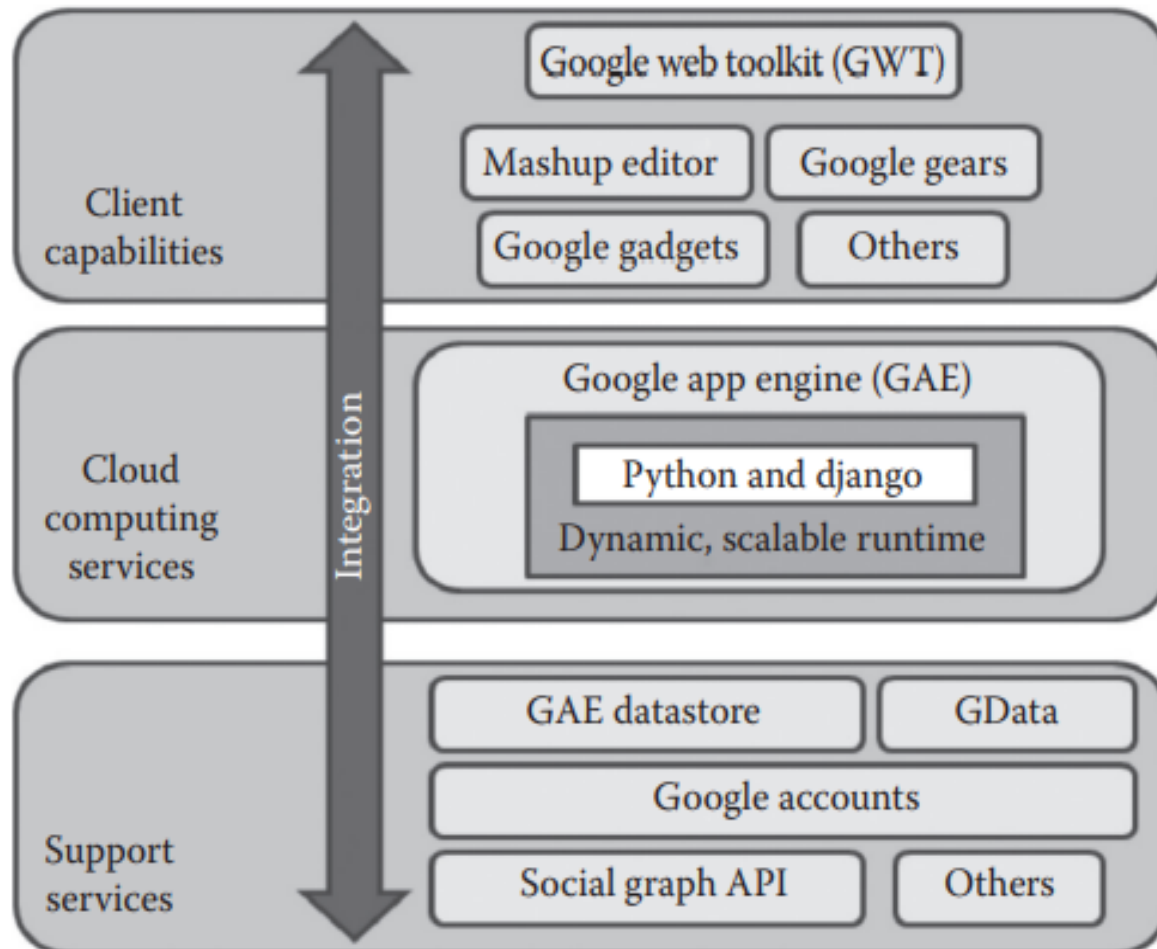 Google web toolkit (GWT)
Mashup editor
Google gears
Client
capabilities
Google gadgets
Others
Google app engine (GAE)
Cloud
computing
services
Integration
Python and django
Dynamic, scalable runtime
GAE datastore
GData
Google accounts
Support
services
Social graph API
Others